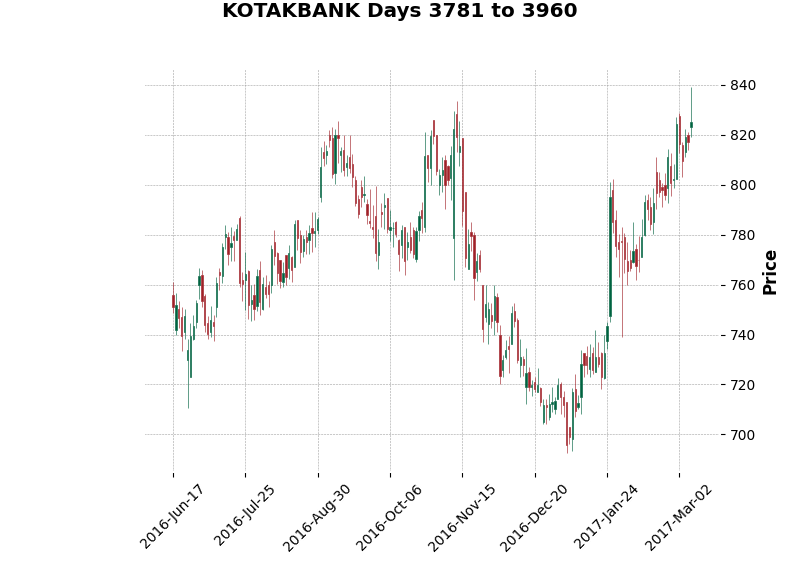 KOTAKBANK Days 3781 to 3960
840
820
800
780
760
740
720
700
Price
2016-Jun-17
2016-Jul-25
2016-Aug-30
2016-Oct-06
2016-Nov-15
2016-Dec-20
2017-Jan-24
2017-Mar-02